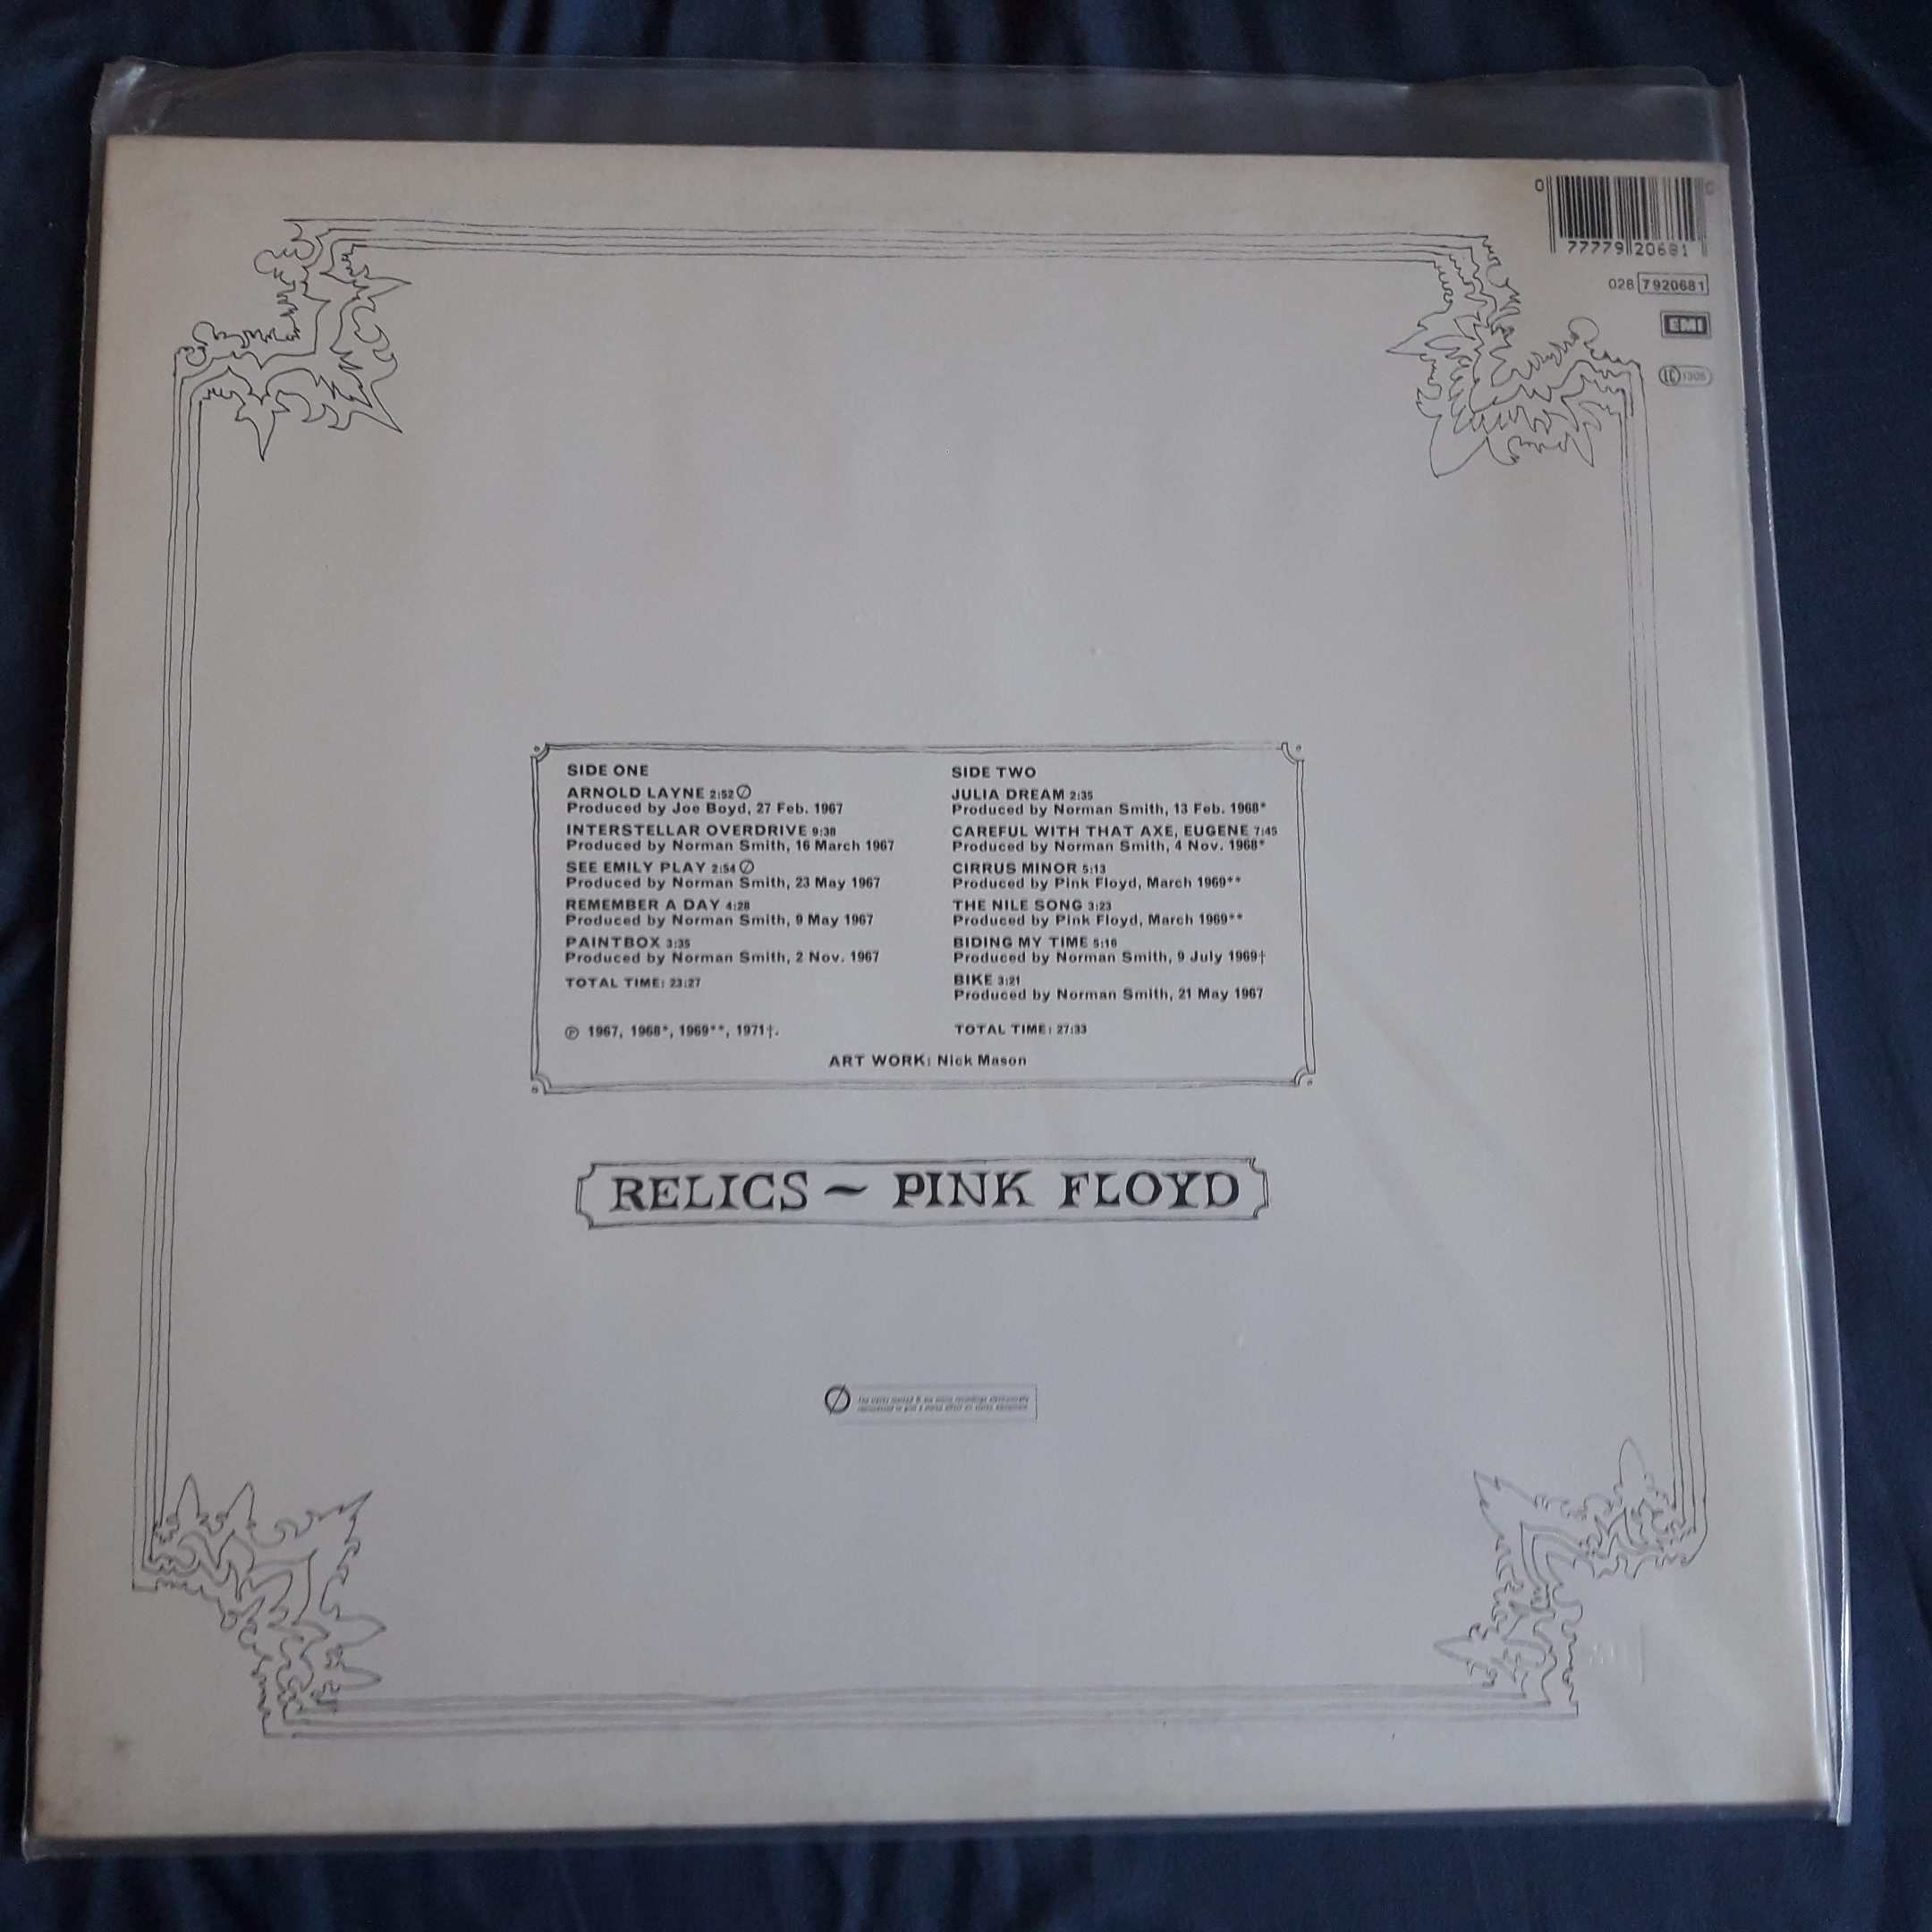 0
77779 20681
028 7920681
EMI
LC 1305
SIDE ONE
ARNOLD LAYNE 2:52 ∅
Produced by Joe Boyd, 27 Feb. 1967
INTERSTELLAR OVERDRIVE 9:38
Produced by Norman Smith, 16 March 1967
SEE EMILY PLAY 2:54 ∅
Produced by Norman Smith, 23 May 1967
REMEMBER A DAY 4:28
Produced by Norman Smith, 9 May 1967
PAINTBOX 3:35
Produced by Norman Smith, 2 Nov. 1967
TOTAL TIME: 23:27
℗ 1967, 1968*, 1969**, 1971†.
SIDE TWO
JULIA DREAM 2:35
Produced by Norman Smith, 13 Feb. 1968*
CAREFUL WITH THAT AXE, EUGENE 7:45
Produced by Norman Smith, 4 Nov. 1968*
CIRRUS MINOR 5:13
Produced by Pink Floyd, March 1969**
THE NILE SONG 3:23
Produced by Pink Floyd, March 1969**
BIDING MY TIME 5:16
Produced by Norman Smith, 9 July 1969†
BIKE 3:21
Produced by Norman Smith, 21 May 1967
TOTAL TIME: 27:33
ART WORK: Nick Mason
RELICS ~ PINK FLOYD
∅